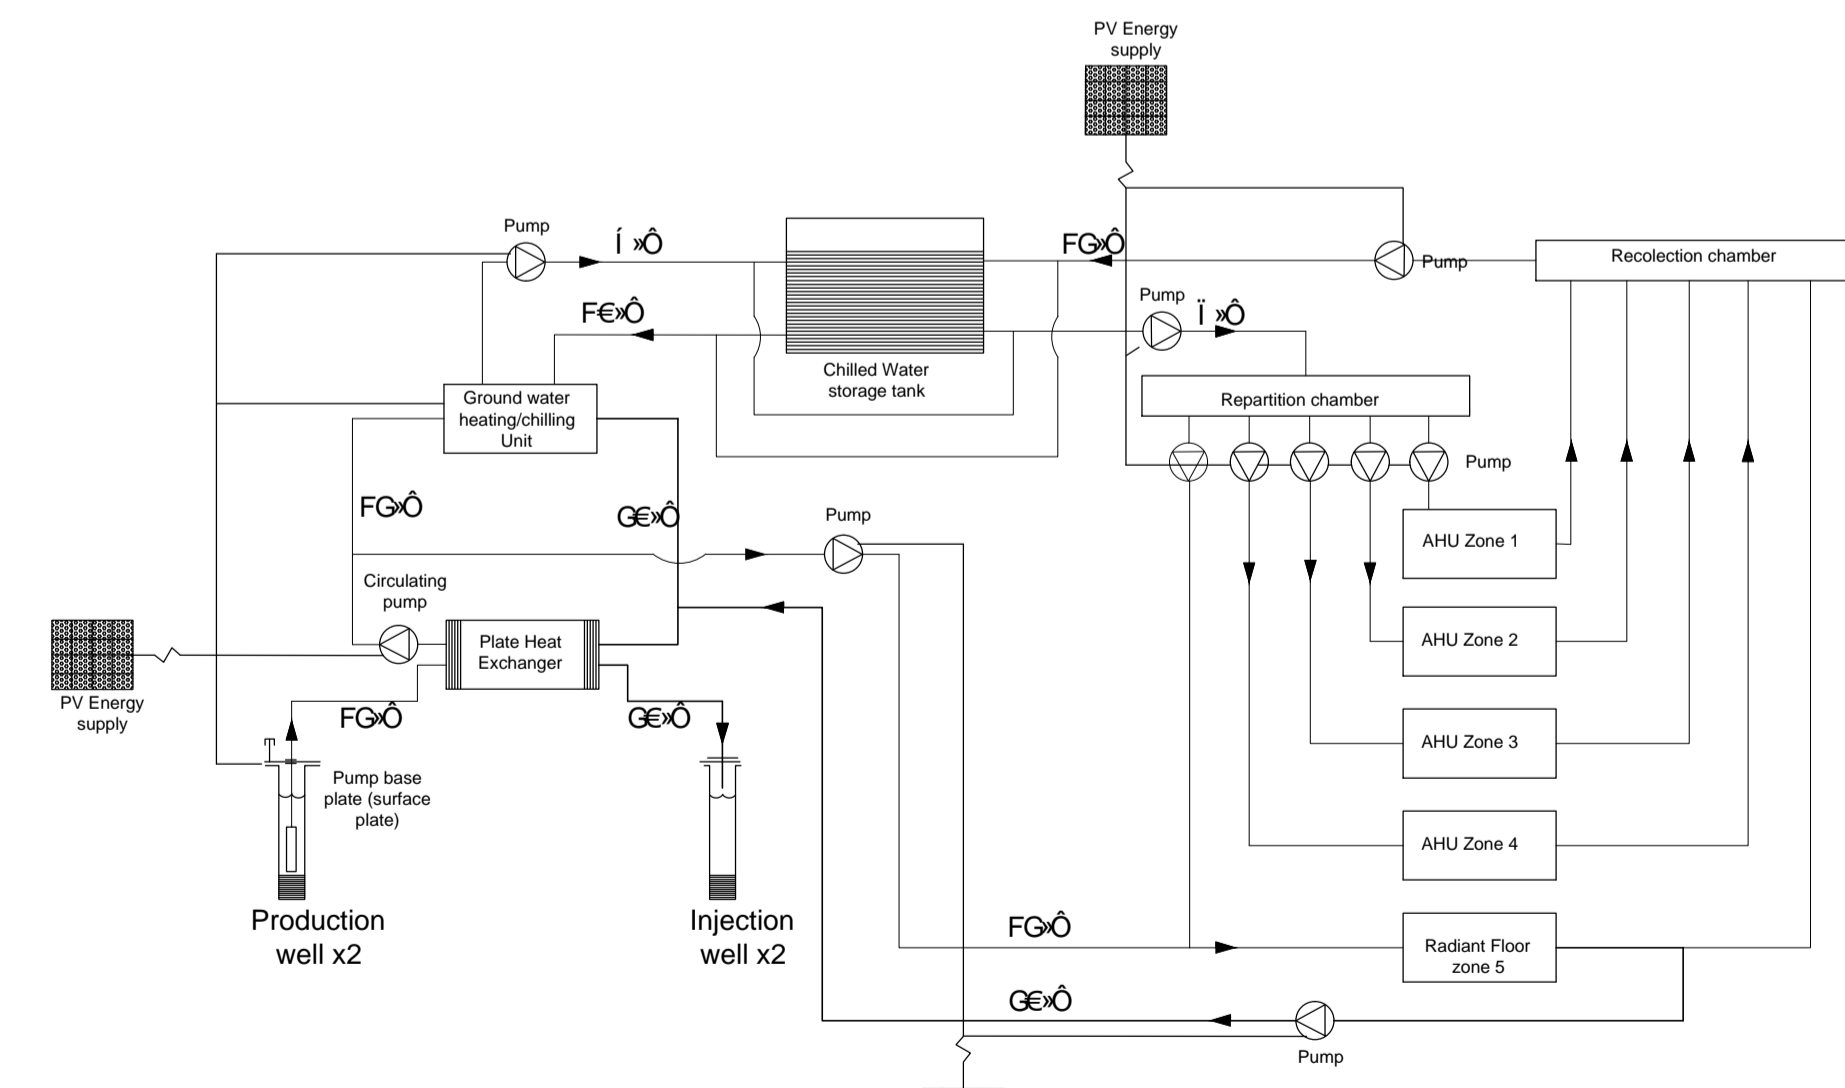 PV Energy
supply
Pump
Í »Ô
FG»Ô
Pump
Recolection chamber
F€»Ô
Pump
Ï »Ô
Chilled Water
storage tank
Ground water
heating/chilling
Unit
Repartition chamber
Pump
FG»Ô
G€»Ô
Pump
AHU Zone 1
Circulating
pump
Plate Heat
Exchanger
AHU Zone 2
PV Energy
supply
FG»Ô
G€»Ô
AHU Zone 3
Pump base
plate (surface
plate)
AHU Zone 4
Production
well x2
Injection
well x2
FG»Ô
Radiant Floor
zone 5
G€»Ô
Pump